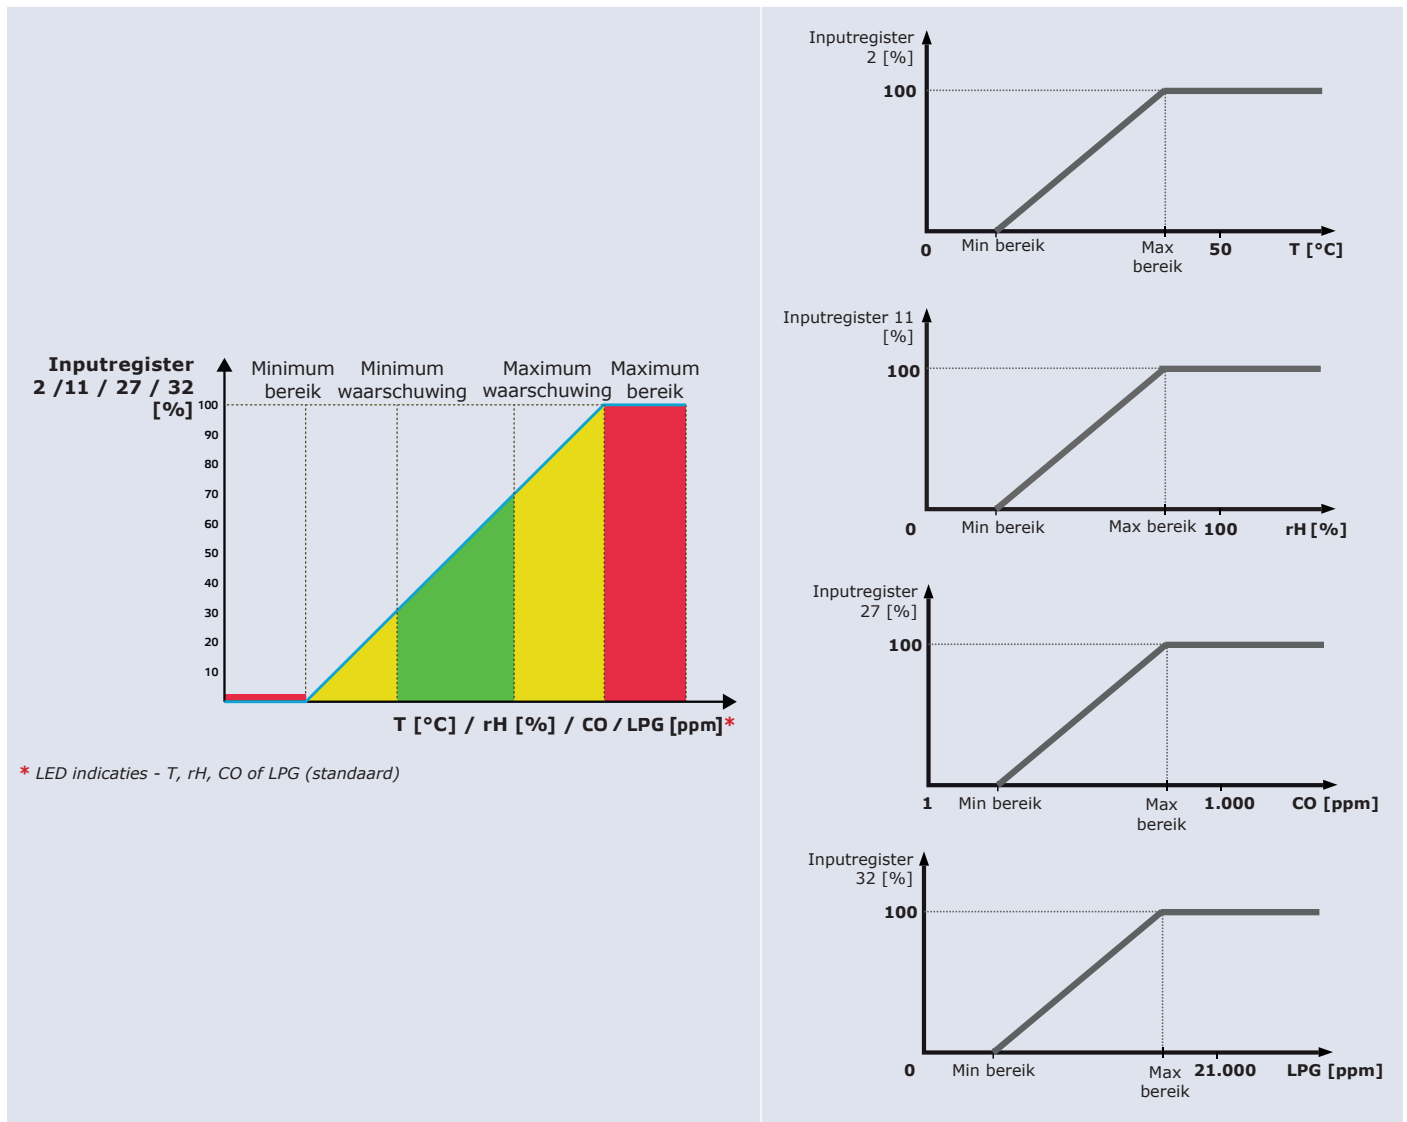 Inputregister
2 /11 / 27 / 32
[%]
Minimum
bereik
Minimum
waarschuwing
Maximum
waarschuwing
Maximum
bereik
100
90
80
70
60
50
40
30
20
10
T [°C] / rH [%] / CO / LPG [ppm]*
* LED indicaties - T, rH, CO of LPG (standaard)
Inputregister
2 [%]
100
0
Min bereik
Max
bereik
50
T [°C]
Inputregister 11
[%]
100
0
Min bereik
Max bereik
100
rH [%]
Inputregister
27 [%]
100
1
Min bereik
Max
bereik
1.000
CO [ppm]
Inputregister
32 [%]
100
0
Min bereik
Max
bereik
21.000
LPG [ppm]